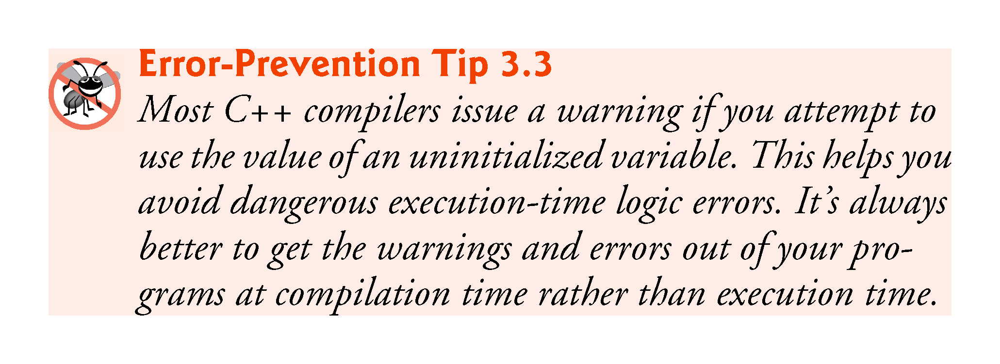 Error-Prevention Tip 3.3
Most C++ compilers issue a warning if you attempt to
use the value of an uninitialized variable. This helps you
avoid dangerous execution-time logic errors. It’s always
better to get the warnings and errors out of your pro-
grams at compilation time rather than execution time.